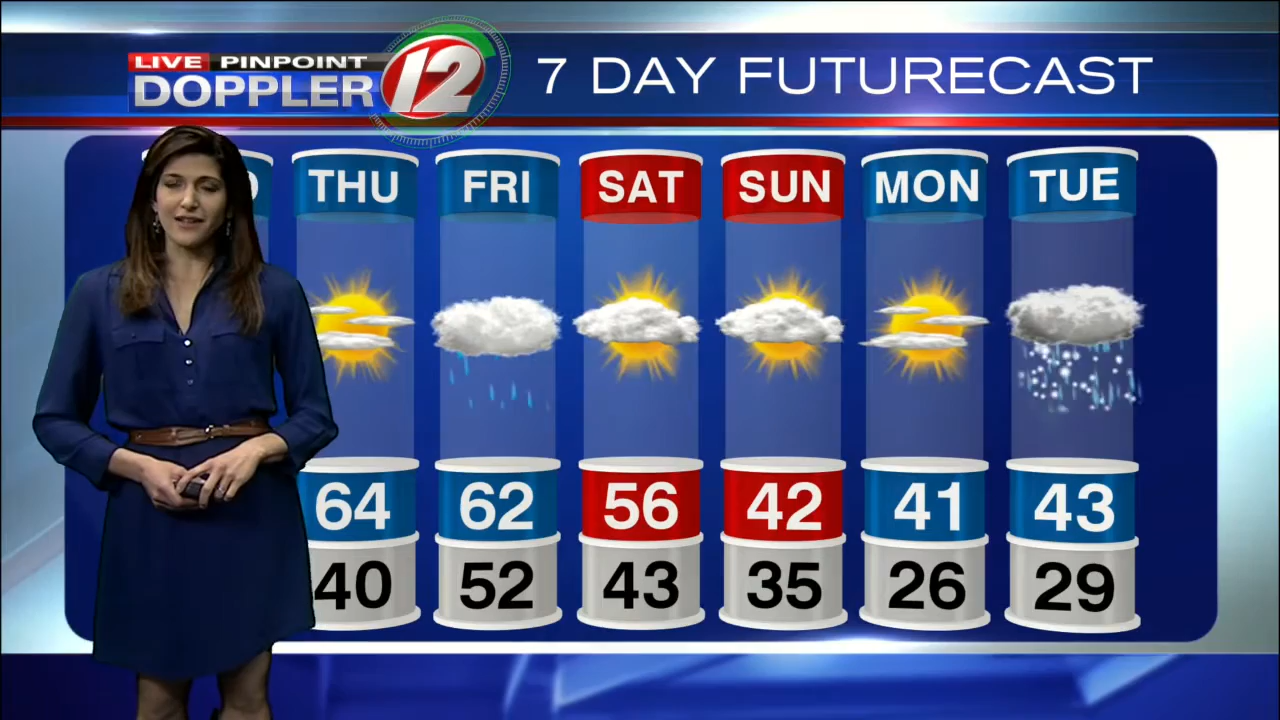 LIVE PINPOINT
DOPPLER 12
7 DAY FUTURECAST
THU FRI SAT SUN MON TUE
64 62 56 42 41 43
40 52 43 35 26 29